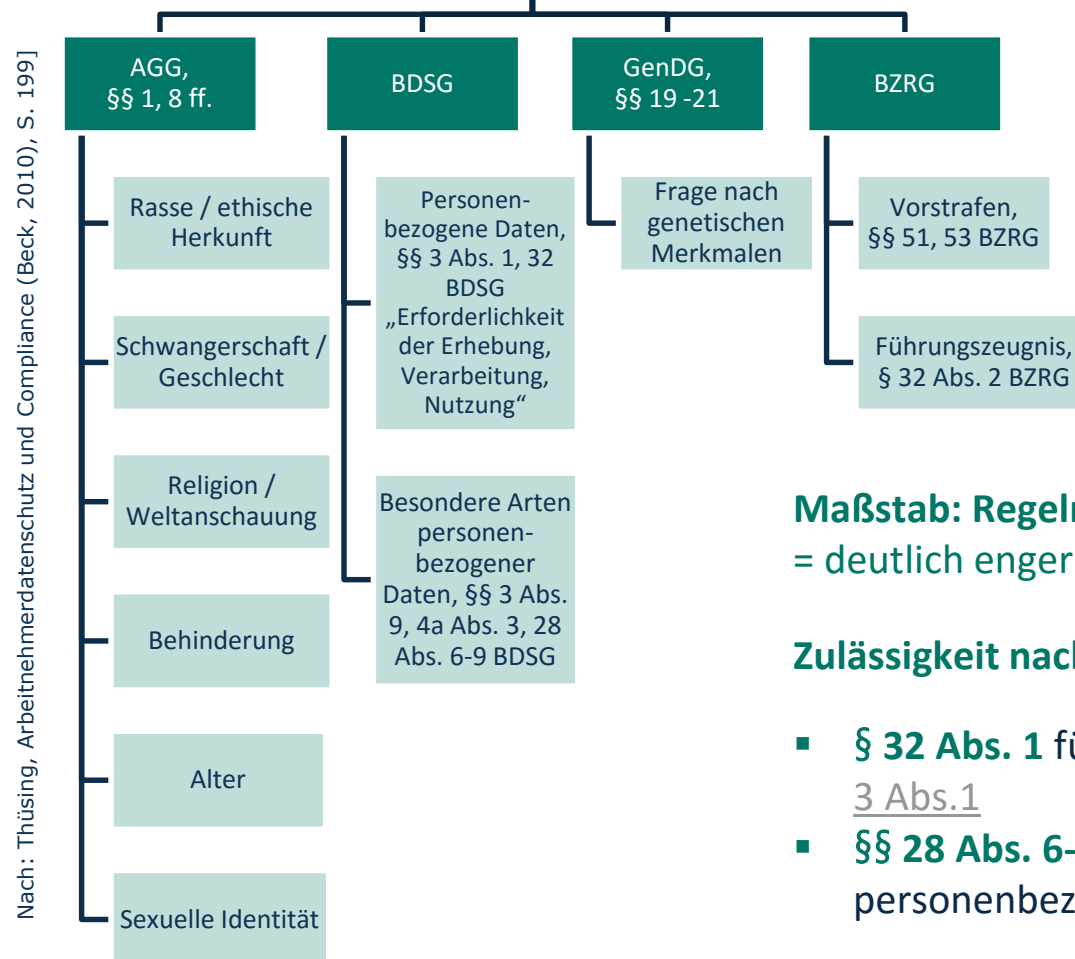 Nach: Thüsing, Arbeitnehmerdatenschutz und Compliance (Beck, 2010), S. 199]
AGG,
§§ 1, 8 ff.
Rasse / ethische
Herkunft
Schwangerschaft /
Geschlecht
Religion /
Weltanschauung
Behinderung
Alter
Sexuelle Identität
BDSG
Personen-
bezogene Daten,
§§ 3 Abs. 1, 32
BDSG
„Erforderlichkeit
der Erhebung,
Verarbeitung,
Nutzung“
Besondere Arten
personen-
bezogener
Daten, §§ 3 Abs.
9, 4a Abs. 3, 28
Abs. 6-9 BDSG
GenDG,
§§ 19 -21
Frage nach
genetischen
Merkmalen
BZRG
Vorstrafen,
§§ 51, 53 BZRG
Führungszeugnis,
§ 32 Abs. 2 BZRG
Maßstab:
= deutlich enger
Zulässigkeit
▪ § 32 Abs. 1
3 Abs.1
▪ §§ 28 Abs. 6-